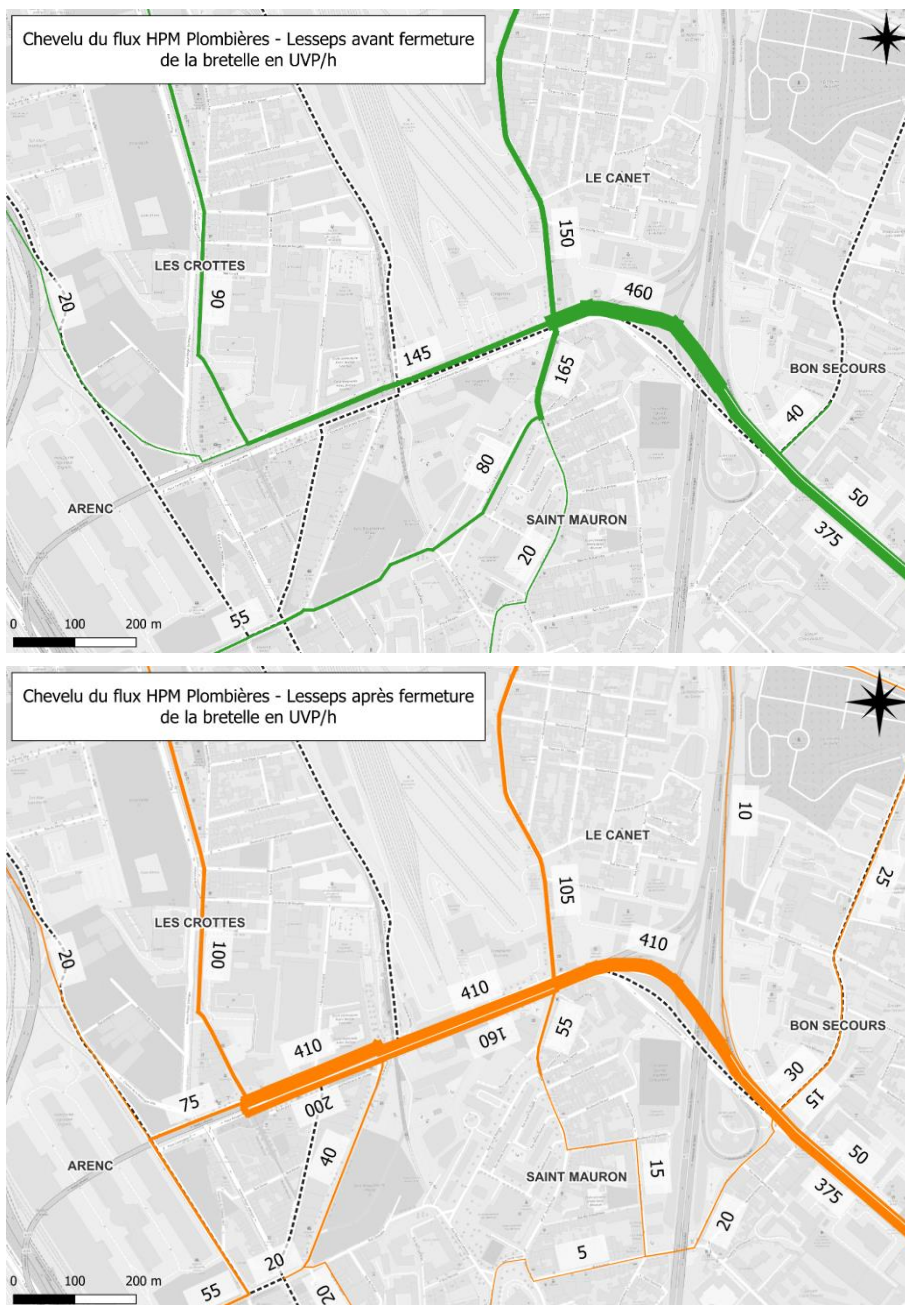 Chevelu du flux HPM Plombières - Lesseps avant fermeture
de la bretelle en UVP/h
LE CANET
150
460
LES CROTTES
20
90
145
165
BON SECOURS
40
80
50
ARENC
SAINT MAURON
375
20
55
0 100 200 m
Chevelu du flux HPM Plombières - Lesseps après fermeture
de la bretelle en UVP/h
10
LE CANET
25
105
LES CROTTES
410
20
100
410
BON SECOURS
55
160
410
30
15
75
200
50
40
ARENC
SAINT MAURON
15
375
20
20
5
0 100 200 m
55
20